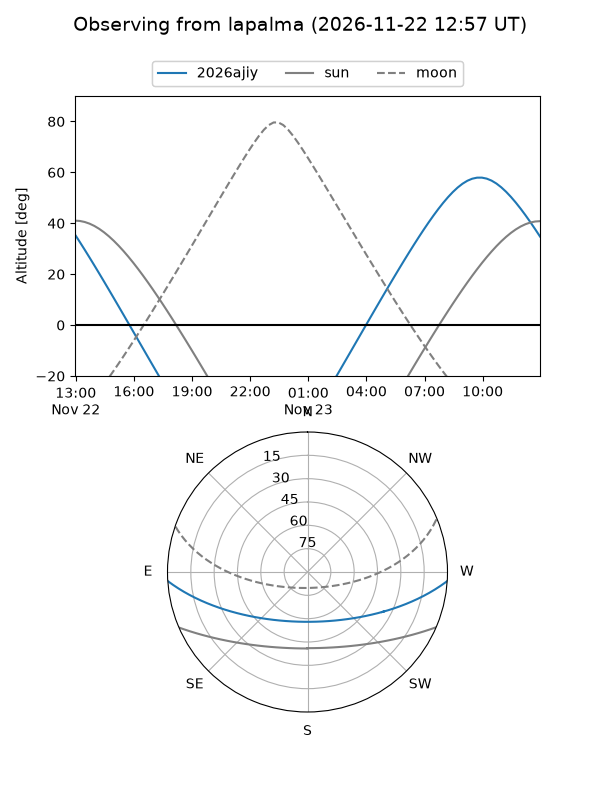 Observing from lapalma (2026-11-22 12:57 UT)
2026ajiy sun moon
Altitude [deg]
80
60
40
20
0
−20
13:00 16:00 19:00 22:00 01:00 04:00 07:00 10:00
Nov 22 Nov 23
N
NE NW
15
30
45
60
75
E W
SE SW
S